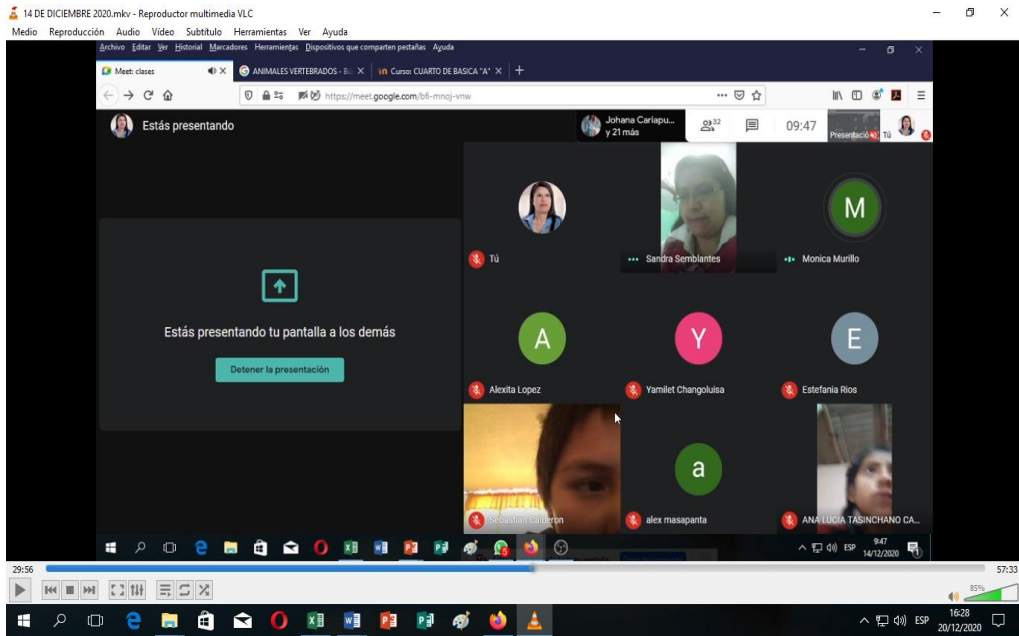 14 DE DICIEMBRE 2020.mkv - Reproductor multimedia VLC
Medio Reproducción Audio Vídeo Subtítulo Herramientas Ver Ayuda
Archivo Editar Ver Historial Marcadores Herramientas Dispositivos que comparten pestañas Ayuda
Meet: clases
ANIMALES VERTEBRADOS - Bú
Curso: CUARTO DE BASICA "A"
https://meet.google.com/bfi-mnoj-vnw
Estás presentando
Johana Cariapu...
y 21 más
32
09:47
Presentació
Tú
Tú
Sandra Semblantes
Monica Murillo
M
Estás presentando tu pantalla a los demás
Detener la presentación
A
Y
E
Alexita Lopez
Yamilet Changoluisa
Estefania Rios
a
Sebastian Calderon
alex masapanta
ANA LUCIA TASINCHANO CA...
ESP
9:47
14/12/2020
29:56
57:33
85%
ESP
16:28
20/12/2020